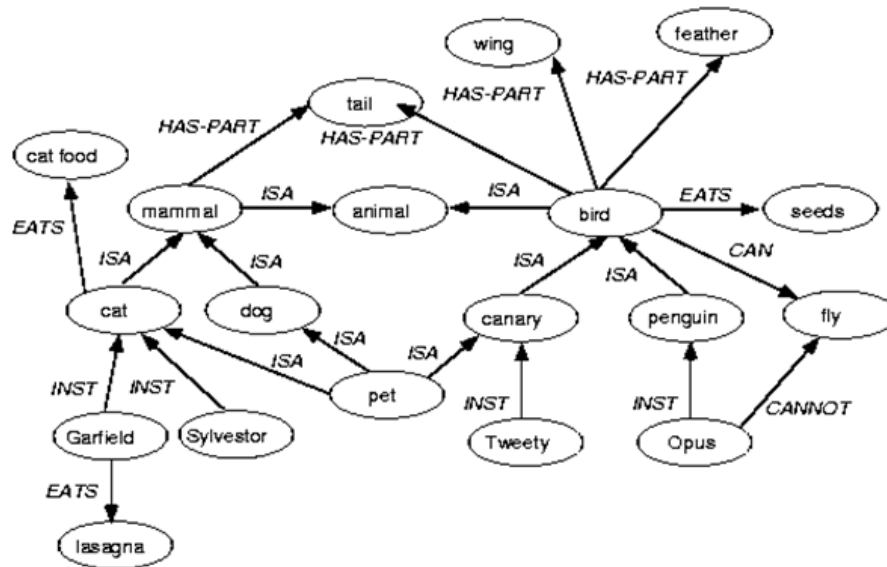 feather
wing
HAS-PART
HAS-PART
tail
HAS-PART
HAS-PART
cat food
ISA
ISA
EATS
mammal
animal
bird
seeds
EATS
CAN
ISA
ISA
ISA
ISA
cat
dog
canary
penguin
fly
ISA
ISA
ISA
INST
INST
pet
INST
INST
CANNOT
Garfield
Sylvestor
Tweety
Opus
EATS
lasagna